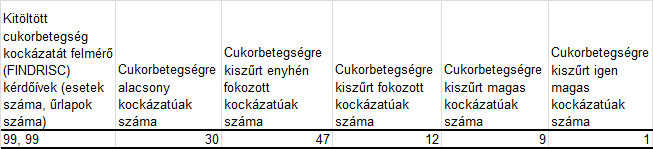 Kitöltött
cukorbetegség
kockázatát felmérő
(FINDRISC)
kérdőívek (esetek
száma, űrlapok
száma)
Cukorbetegségre
alacsony
kockázatúak
száma
Cukorbetegségre
kiszűrt enyhén
fokozott
kockázatúak
száma
Cukorbetegségre
kiszűrt fokozott
kockázatúak
száma
Cukorbetegségre
kiszűrt magas
kockázatúak
száma
Cukorbetegségre
kiszűrt igen
magas
kockázatúak
száma
99, 99 30 47 12 9 1